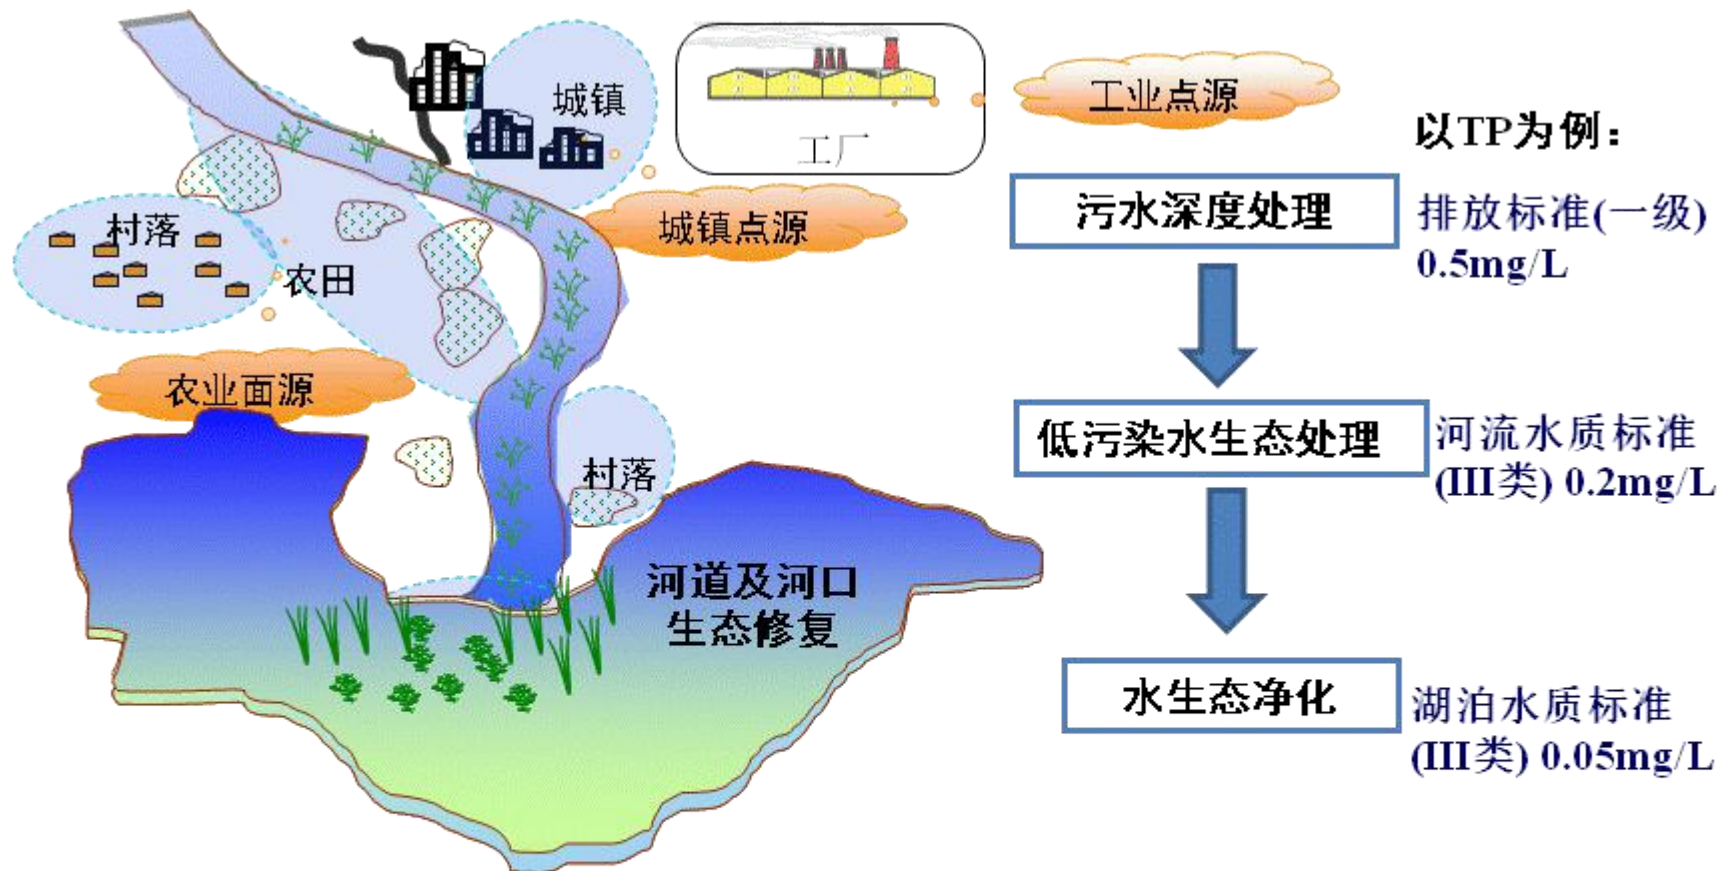 城镇
工厂
工业点源
村落
农田
城镇点源
农业面源
村落
河道及河口
生态修复
以TP为例：
污水深度处理
排放标准(一级)
0.5mg/L
低污染水生态处理
河流水质标准
(III类) 0.2mg/L
水生态净化
湖泊水质标准
(III类) 0.05mg/L